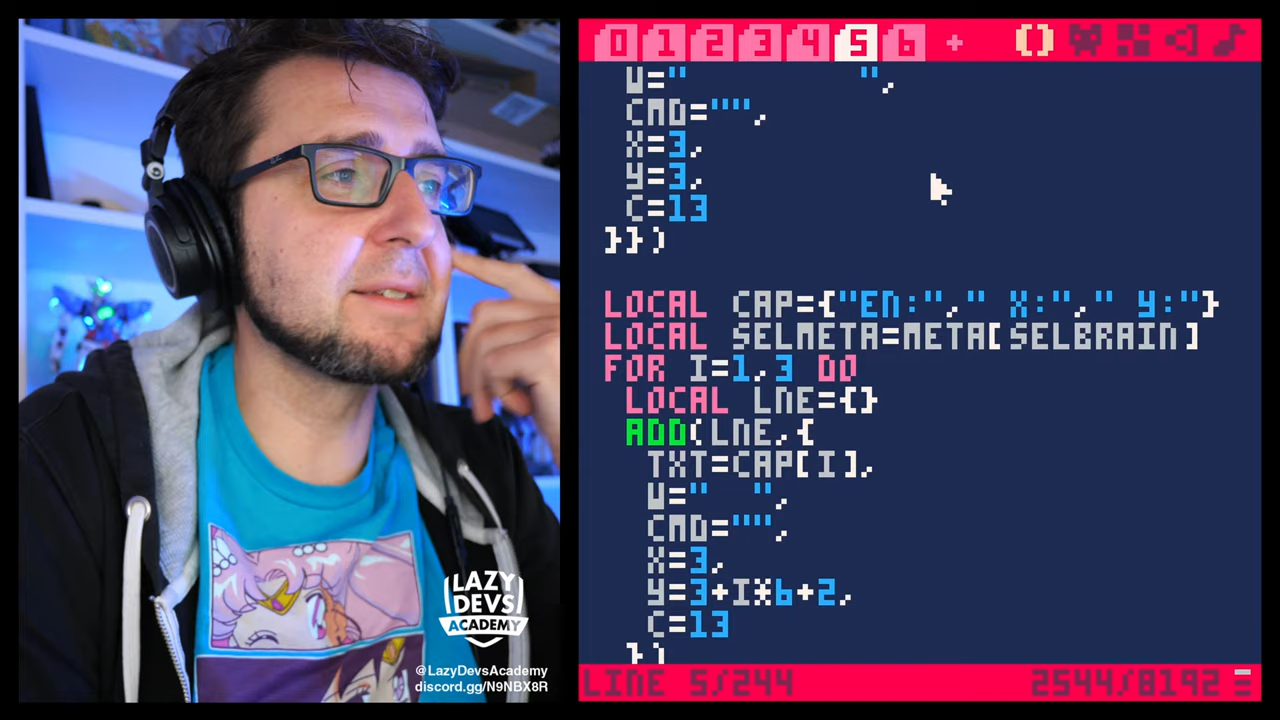 0 1 2 3 4 5 6 + ()
W="          ",
CMD="",
X=3,
Y=3,
C=13
}})
LOCAL CAP={"EN:"," X:"," Y:"}
LOCAL SELMETA=META[SELBRAIN]
FOR I=1,3 DO
LOCAL LNE={}
ADD(LNE,{
TXT=CAP[I],
W="   ",
CMD="",
X=3,
Y=3+I*6+2,
C=13
})
LINE 5/244
2544/8192
LAZY
DEVS
ACADEMY
@LazyDevsAcademy
discord.gg/N9NBX8R